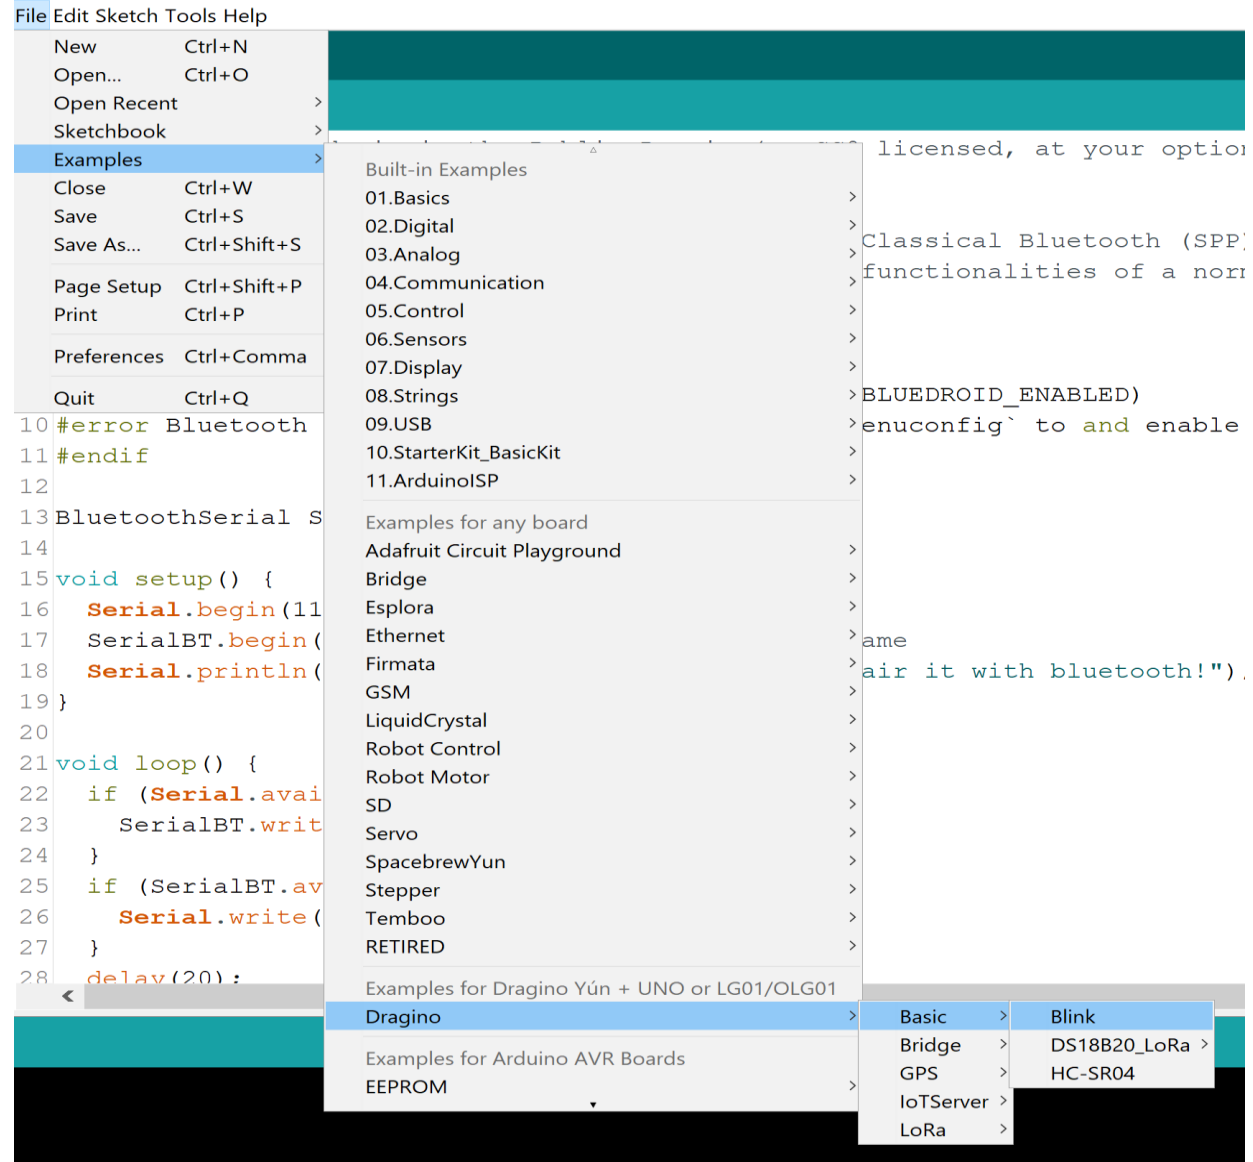 File Edit Sketch Tools Help
New Ctrl+N
Open... Ctrl+O
Open Recent
Sketchbook
Examples
Close Ctrl+W
Save Ctrl+S
Save As... Ctrl+Shift+S
Page Setup Ctrl+Shift+P
Print Ctrl+P
Preferences Ctrl+Comma
Quit Ctrl+Q
Built-in Examples
01.Basics
02.Digital
03.Analog
04.Communication
05.Control
06.Sensors
07.Display
08.Strings
09.USB
10.StarterKit_BasicKit
11.ArduinoISP
Examples for any board
Adafruit Circuit Playground
Bridge
Esplora
Ethernet
Firmata
GSM
LiquidCrystal
Robot Control
Robot Motor
SD
Servo
SpacebrewYun
Stepper
Temboo
RETIRED
Examples for Dragino Yún + UNO or LG01/OLG01
Dragino
Examples for Arduino AVR Boards
EEPROM
Basic
Bridge
GPS
IoTServer
LoRa
Blink
DS18B20_LoRa
HC-SR04
licensed, at your option
Classical Bluetooth (SPP)
functionalities of a nor
BLUEDROID_ENABLED)
10 #error Bluetooth enuconfig` to and enable
11 #endif
12
13 BluetoothSerial S
14
15 void setup() {
16 Serial.begin(11
17 SerialBT.begin( ame
18 Serial.println( air it with bluetooth!")
19 }
20
21 void loop() {
22 if (Serial.avai
23 SerialBT.writ
24 }
25 if (SerialBT.av
26 Serial.write(
27 }
28 delay(20);